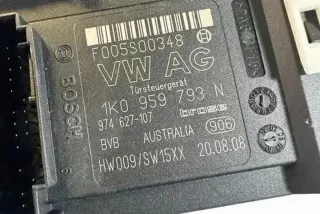 F005S00348
VW AG
Türsteuergerät
1K0 959 793 N
974 627-107 brose
BVB AUSTRALIA 906
HW009/SW15XX 20.08.08
BOSCH